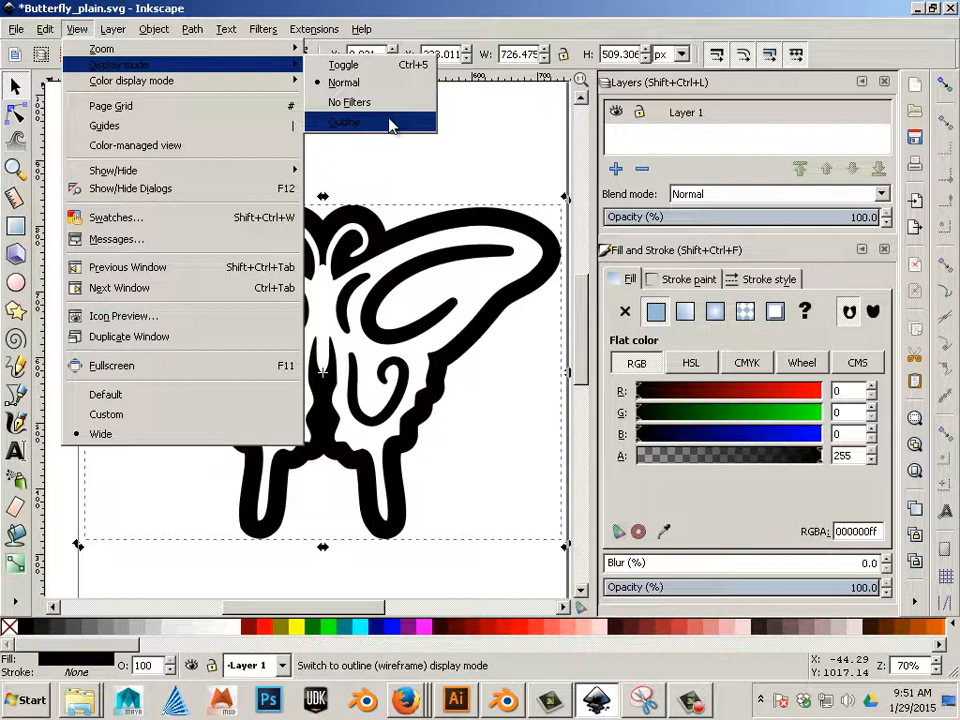 *Butterfly_plain.svg - Inkscape
File Edit View Layer Object Path Text Filters Extensions Help
W: 726.475 H: 509.306 px
Zoom
Display mode
Color display mode
Page Grid #
Guides |
Color-managed view
Show/Hide
Show/Hide Dialogs F12
Swatches... Shift+Ctrl+W
Messages...
Previous Window Shift+Ctrl+Tab
Next Window Ctrl+Tab
Icon Preview...
Duplicate Window
Fullscreen F11
Default
Custom
Wide
Toggle Ctrl+5
Normal
No Filters
Outline
Layers (Shift+Ctrl+L)
Layer 1
Blend mode: Normal
Opacity (%) 100.0
Fill and Stroke (Shift+Ctrl+F)
Fill Stroke paint Stroke style
Flat color
RGB HSL CMYK Wheel CMS
R: 0
G: 0
B: 0
A: 255
RGBA: 000000ff
Blur (%) 0.0
Opacity (%) 100.0
Fill:
Stroke: None
O: 100
Layer 1
Switch to outline (wireframe) display mode
X: -44.29
Y: 1017.14
Z: 70%
Start
MAYA
MUD
Ps
UDK
Ai
9:51 AM
1/29/2015